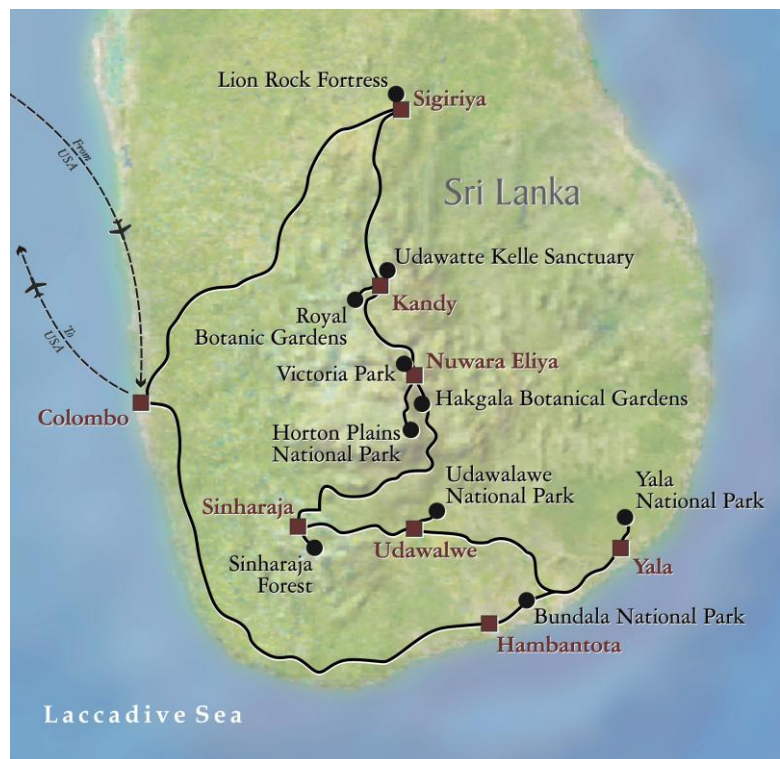 Lion Rock Fortress
Sigiriya
From
USA
Sri Lanka
Udawatte Kelle Sanctuary
Kandy
Royal
Botanic Gardens
To
USA
Victoria Park
Nuwara Eliya
Hakgala Botanical Gardens
Colombo
Horton Plains
National Park
Udawalawe
National Park
Yala
National Park
Sinharaja
Udawalwe
Sinharaja
Forest
Yala
Bundala National Park
Hambantota
Laccadive Sea